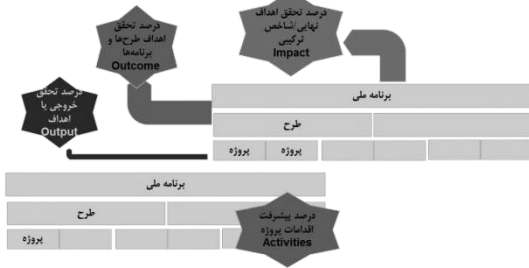 درصد تحقق اهداف
نهایی/شاخص
ترکیبی
Impact
درصد تحقق
اهداف طرح‌ها و
برنامه‌ها
Outcome
درصد تحقق
خروجی یا
اهداف
Output
برنامه ملی
طرح
پروژه
پروژه
برنامه ملی
طرح
پروژه
درصد پیشرفت
اقدامات پروژه
Activities